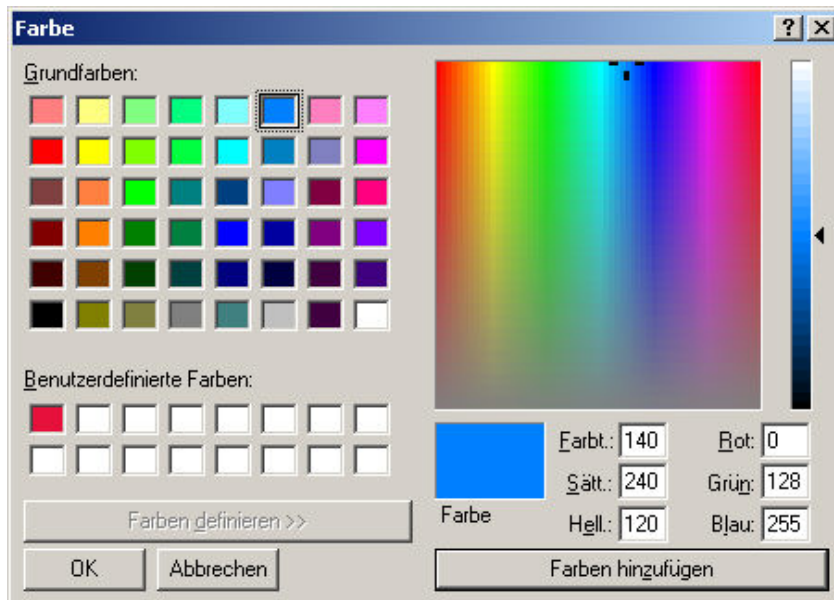 Farbe
Grundfarben:
Benutzerdefinierte Farben:
Farben definieren >>
OK Abbrechen
Farbe
Farbt.: 140 Rot: 0
Sätt.: 240 Grün: 128
Hell.: 120 Blau: 255
Farben hinzufügen